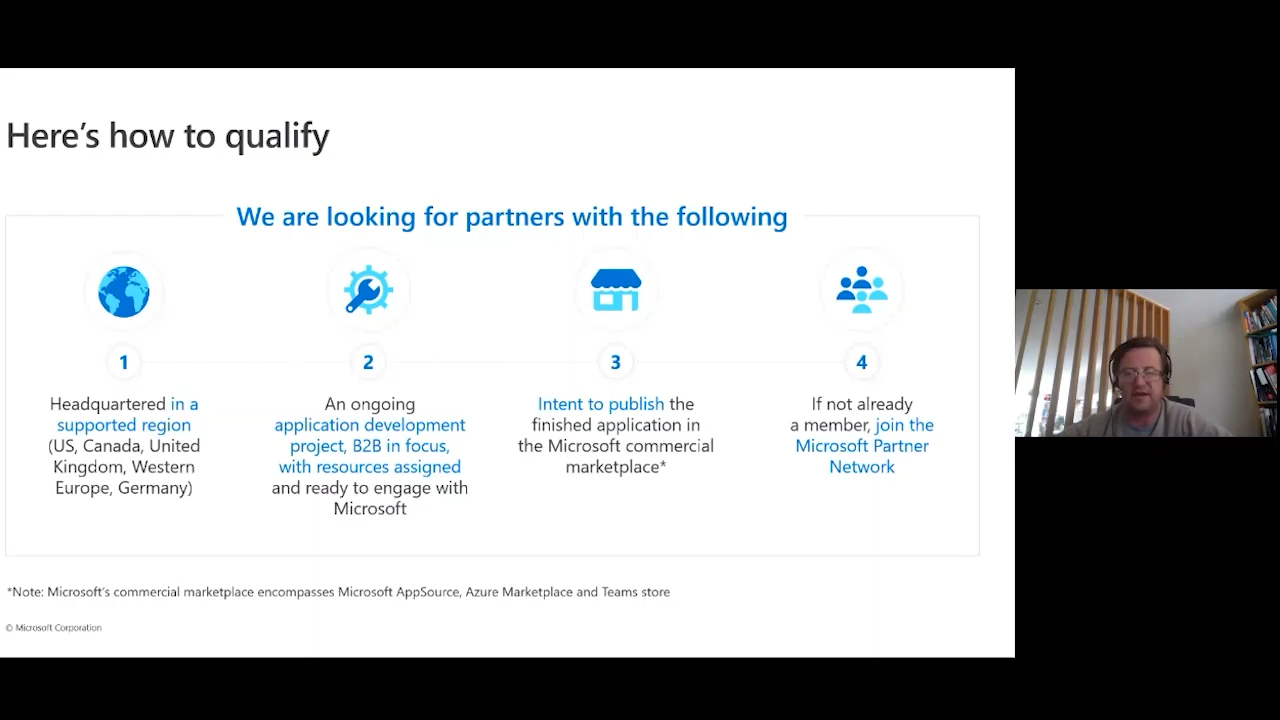 Here's how to qualify
We are looking for partners with the following
1
Headquartered in a
supported region
(US, Canada, United
Kingdom, Western
Europe, Germany)
2
An ongoing
application development
project, B2B in focus,
with resources assigned
and ready to engage with
Microsoft
3
Intent to publish the
finished application in
the Microsoft commercial
marketplace*
4
If not already
a member, join the
Microsoft Partner
Network
*Note: Microsoft's commercial marketplace encompasses Microsoft AppSource, Azure Marketplace and Teams store
© Microsoft Corporation